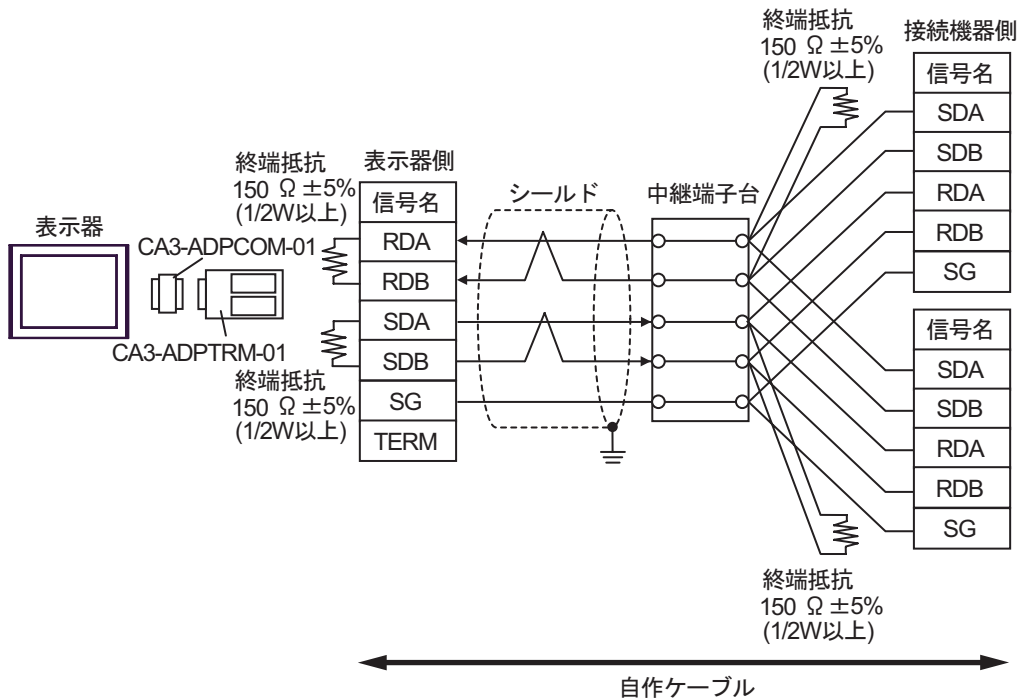 終端抵抗
150 Ω ±5%
(1/2W以上)
接続機器側
信号名
SDA
SDB
RDA
RDB
SG
終端抵抗
150 Ω ±5%
(1/2W以上)
表示器側
信号名
RDA
RDB
SDA
SDB
SG
TERM
シールド
中継端子台
表示器
CA3-ADPCOM-01
CA3-ADPTRM-01
終端抵抗
150 Ω ±5%
(1/2W以上)
信号名
SDA
SDB
RDA
RDB
SG
終端抵抗
150 Ω ±5%
(1/2W以上)
自作ケーブル